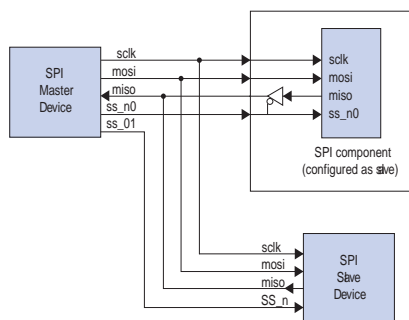 SPI
Master
Device
sclk
mosi
miso
ss_n0
ss_01
sclk
mosi
miso
ss_n0
SPI component
(configured as slave)
sclk
mosi
miso
SS_n
SPI
Slave
Device